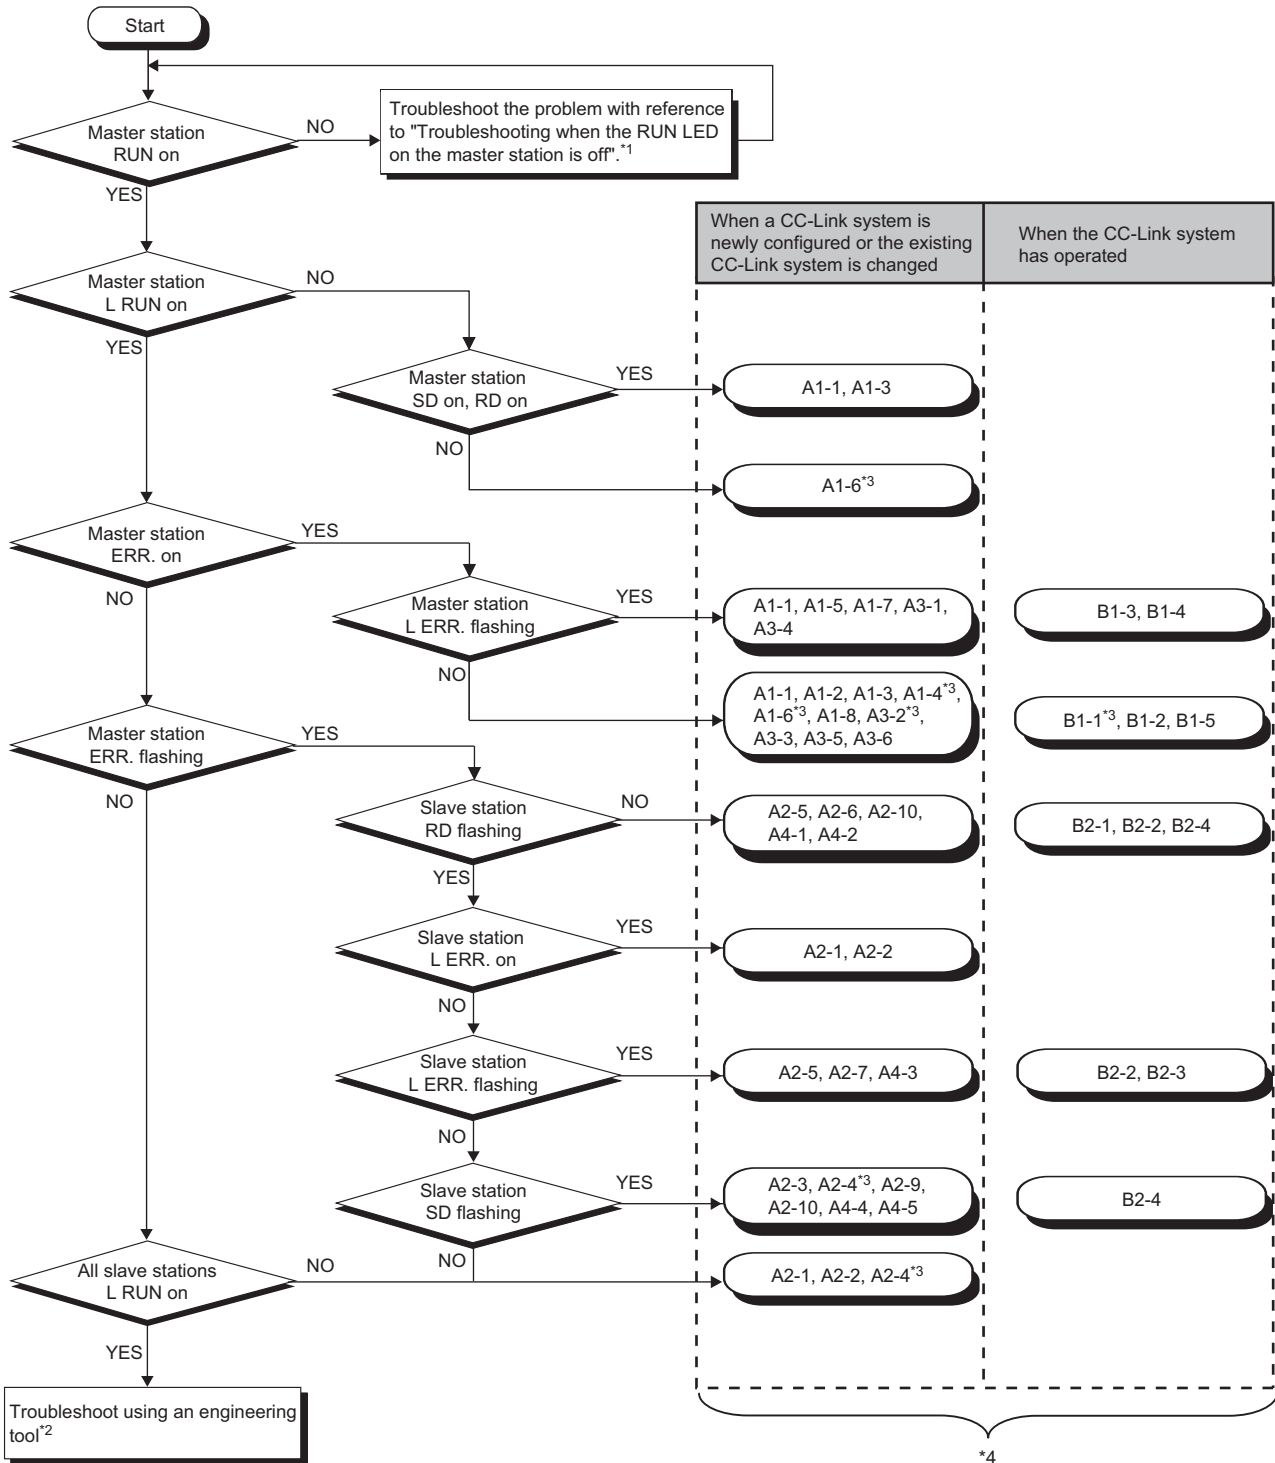 Start
Master station
RUN on
NO
Troubleshoot the problem with reference
to "Troubleshooting when the RUN LED
on the master station is off".*1
YES
When a CC-Link system is
newly configured or the existing
CC-Link system is changed
When the CC-Link system
has operated
Master station
L RUN on
NO
YES
Master station
SD on, RD on
YES
A1-1, A1-3
NO
A1-6*3
Master station
ERR. on
YES
NO
Master station
L ERR. flashing
YES
A1-1, A1-5, A1-7, A3-1,
A3-4
B1-3, B1-4
NO
A1-1, A1-2, A1-3, A1-4*3,
A1-6*3, A1-8, A3-2*3,
A3-3, A3-5, A3-6
B1-1*3, B1-2, B1-5
Master station
ERR. flashing
YES
NO
Slave station
RD flashing
NO
A2-5, A2-6, A2-10,
A4-1, A4-2
B2-1, B2-2, B2-4
YES
Slave station
L ERR. on
YES
A2-1, A2-2
NO
Slave station
L ERR. flashing
YES
A2-5, A2-7, A4-3
B2-2, B2-3
NO
Slave station
SD flashing
YES
A2-3, A2-4*3, A2-9,
A2-10, A4-4, A4-5
B2-4
NO
All slave stations
L RUN on
NO
A2-1, A2-2, A2-4*3
YES
Troubleshoot using an engineering
tool*2
*4